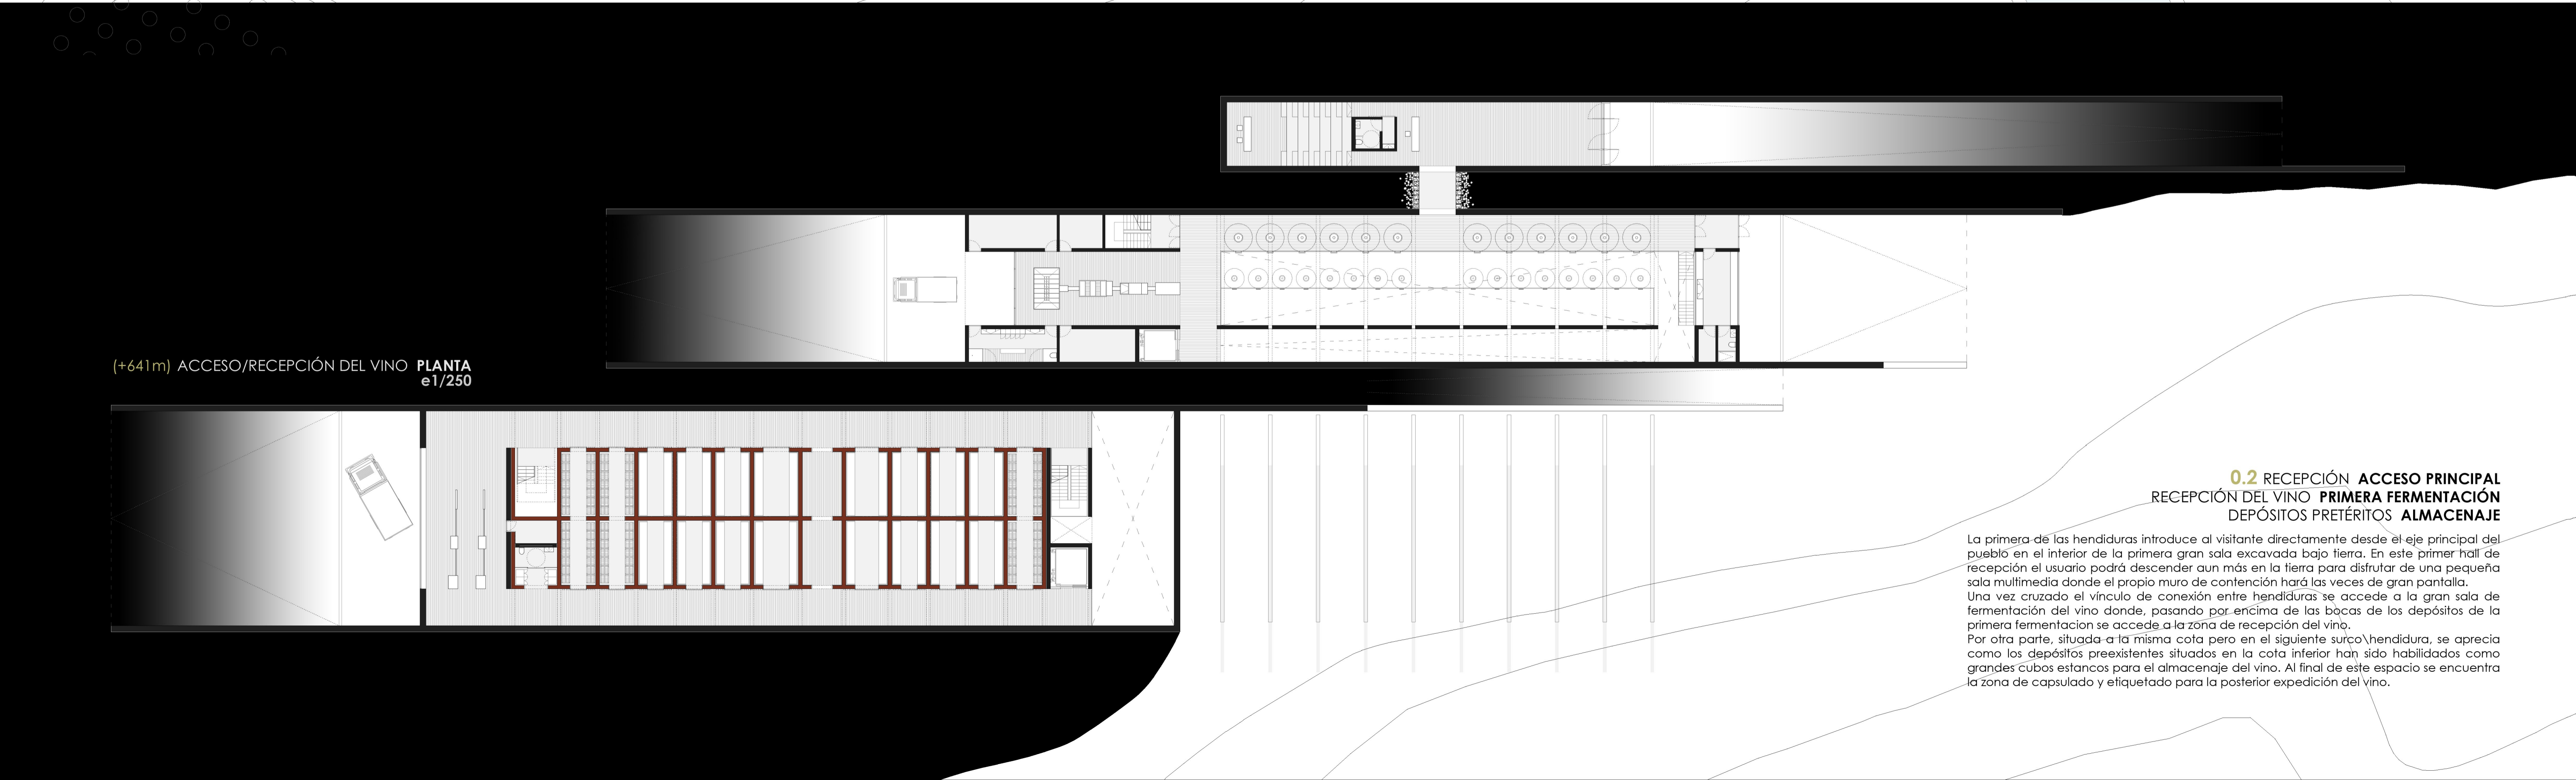 (+641m) ACCESO/RECEPCIÓN DEL VINO PLANTA
e1/250
0.2 RECEPCIÓN ACCESO PRINCIPAL
RECEPCIÓN DEL VINO PRIMERA FERMENTACIÓN
DEPÓSITOS PRETÉRITOS ALMACENAJE
La primera de las hendiduras introduce al visitante directamente desde el eje principal del
pueblo en el interior de la primera gran sala excavada bajo tierra. En este primer hall de
recepción el usuario podrá descender aun más en la tierra para disfrutar de una pequeña
sala multimedia donde el propio muro de contención hará las veces de gran pantalla.
Una vez cruzado el vínculo de conexión entre hendiduras se accede a la gran sala de
fermentación del vino donde, pasando por encima de las bocas de los depósitos de la
primera fermentacion se accede a la zona de recepción del vino.
Por otra parte, situada a la misma cota pero en el siguiente surco\hendidura, se aprecia
como los depósitos preexistentes situados en la cota inferior han sido habilidados como
grandes cubos estancos para el almacenaje del vino. Al final de este espacio se encuentra
la zona de capsulado y etiquetado para la posterior expedición del vino.